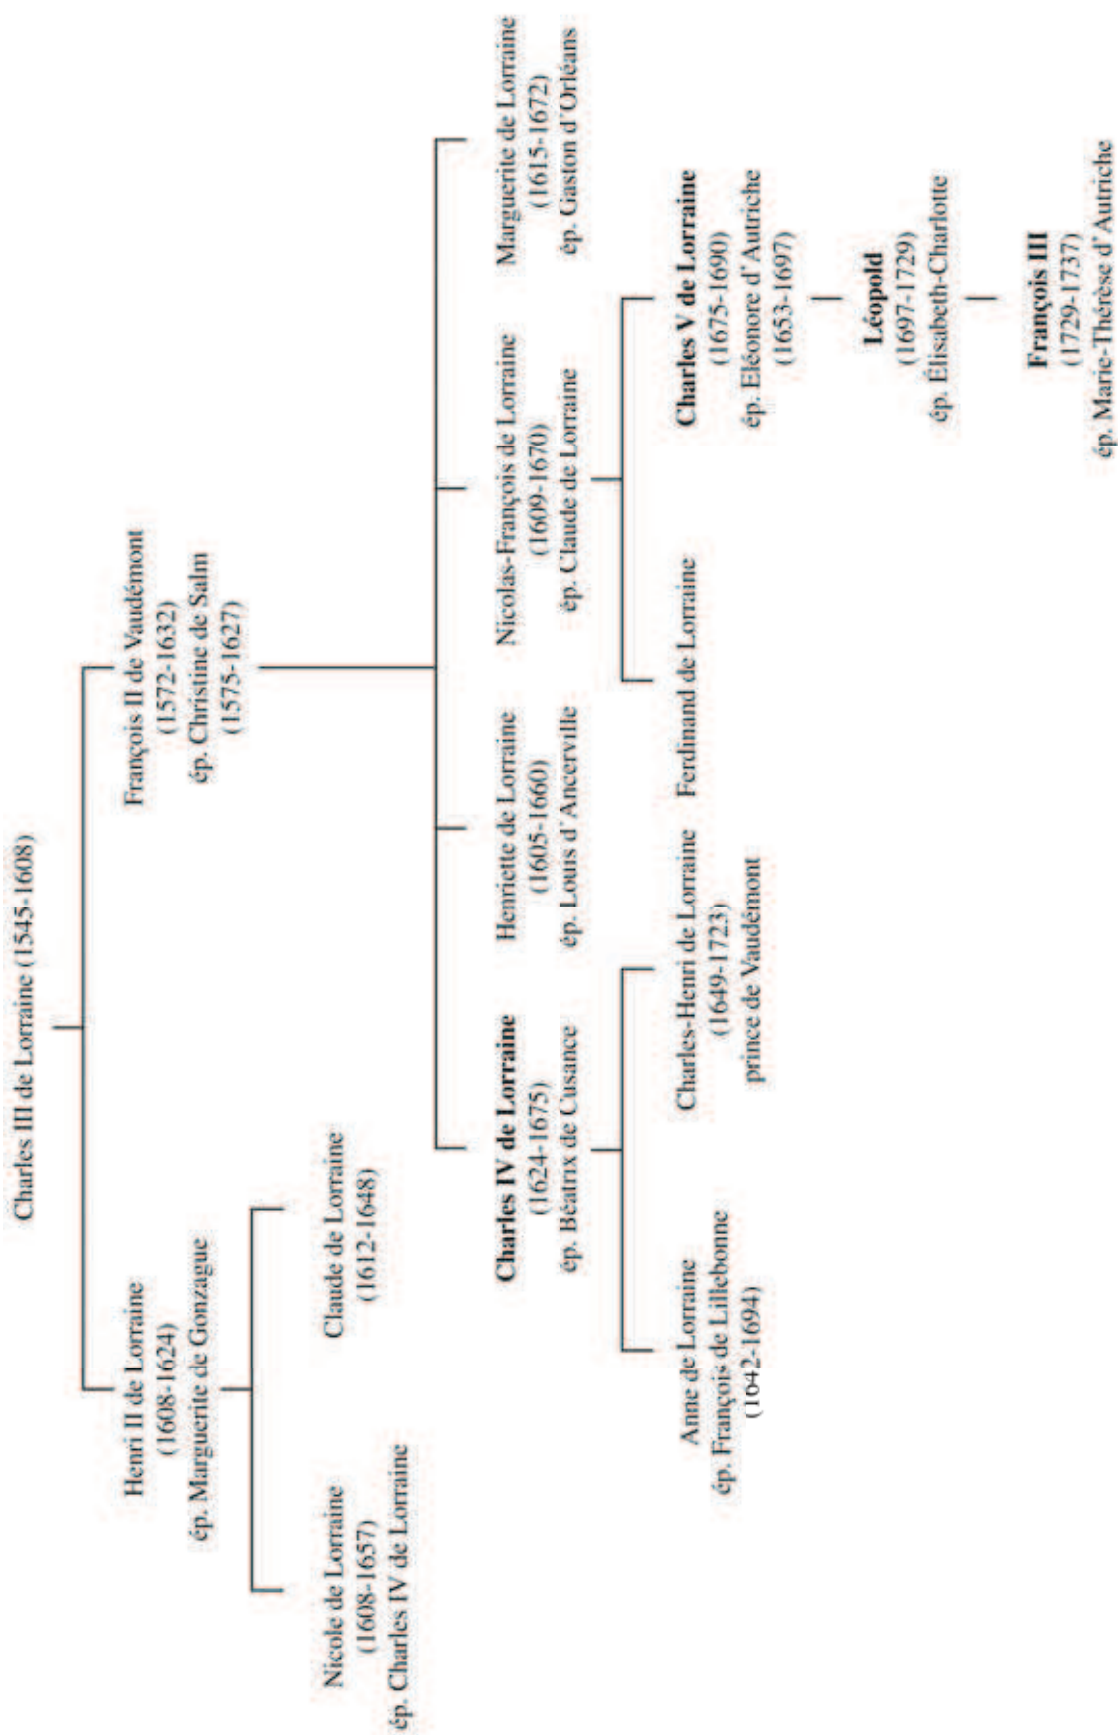 Charles III de Lorraine (1545-1608)
Henri II de Lorraine
(1608-1624)
ép. Marguerite de Gonzague
François II de Vaudémont
(1572-1632)
ép. Christine de Salm
(1575-1627)
Nicole de Lorraine
(1608-1657)
ép. Charles IV de Lorraine
Claude de Lorraine
(1612-1648)
Charles IV de Lorraine
(1624-1675)
ép. Béatrix de Cusance
Henriette de Lorraine
(1605-1660)
ép. Louis d'Ancerville
Nicolas-François de Lorraine
(1609-1670)
ép. Claude de Lorraine
Marguerite de Lorraine
(1615-1672)
ép. Gaston d'Orléans
Anne de Lorraine
ép. François de Lillebonne
(1642-1694)
Charles-Henri de Lorraine
(1649-1723)
prince de Vaudémont
Ferdinand de Lorraine
Charles V de Lorraine
(1675-1690)
ép. Eléonore d'Autriche
(1653-1697)
Léopold
(1697-1729)
ép. Élisabeth-Charlotte
François III
(1729-1737)
ép. Marie-Thérèse d'Autriche